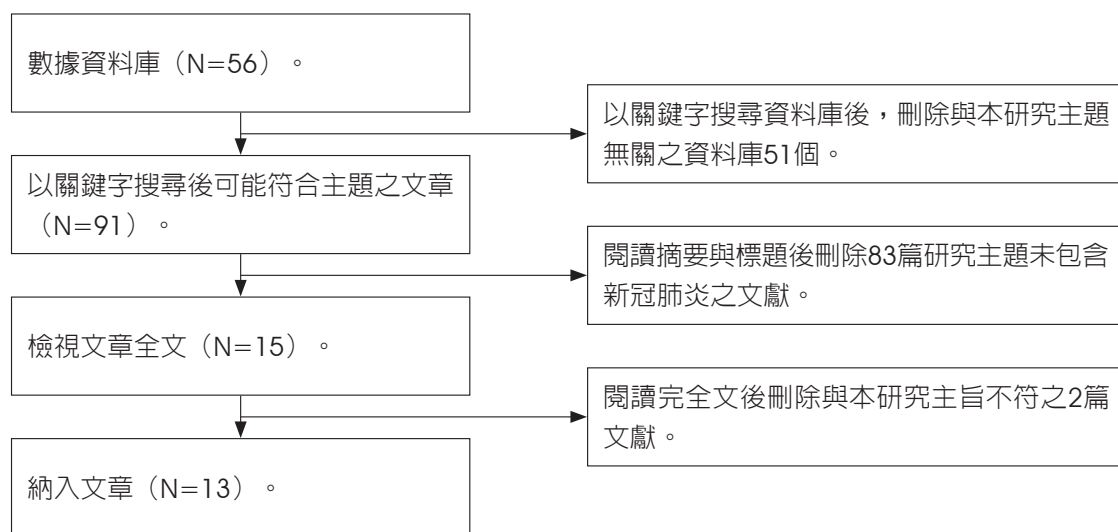 數據資料庫（N=56）。
以關鍵字搜尋資料庫後，刪除與本研究主題
無關之資料庫51個。
以關鍵字搜尋後可能符合主題之文章
（N=91）。
閱讀摘要與標題後刪除83篇研究主題未包含
新冠肺炎之文獻。
檢視文章全文（N=15）。
閱讀完全文後刪除與本研究主旨不符之2篇
文獻。
納入文章（N=13）。